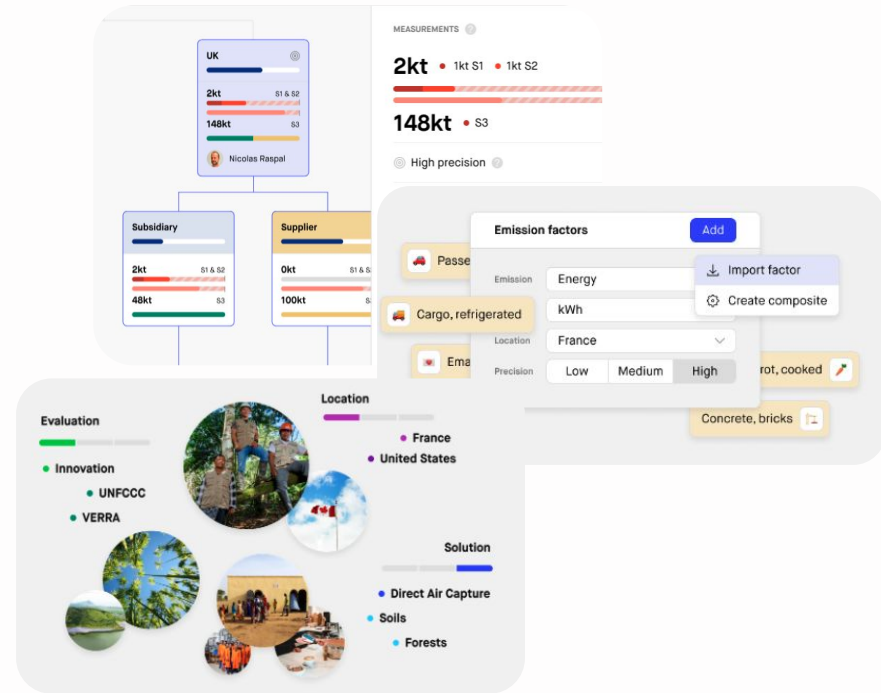 UK
2kt S1 & S2
148kt S3
Nicolas Raspal
Subsidiary
2kt S1 & S2
48kt S3
Supplier
0kt S1 & S
100kt S
MEASUREMENTS ?
2kt • 1kt S1 • 1kt S2
148kt • S3
High precision ?
Emission factors Add
Import factor
Create composite
Passe
Cargo, refrigerated
Ema
Emission Energy
kWh
Location France
Precision Low Medium High
rot, cooked
Concrete, bricks
Evaluation
• Innovation
• UNFCCC
• VERRA
Location
• France
• United States
Solution
• Direct Air Capture
• Soils
• Forests